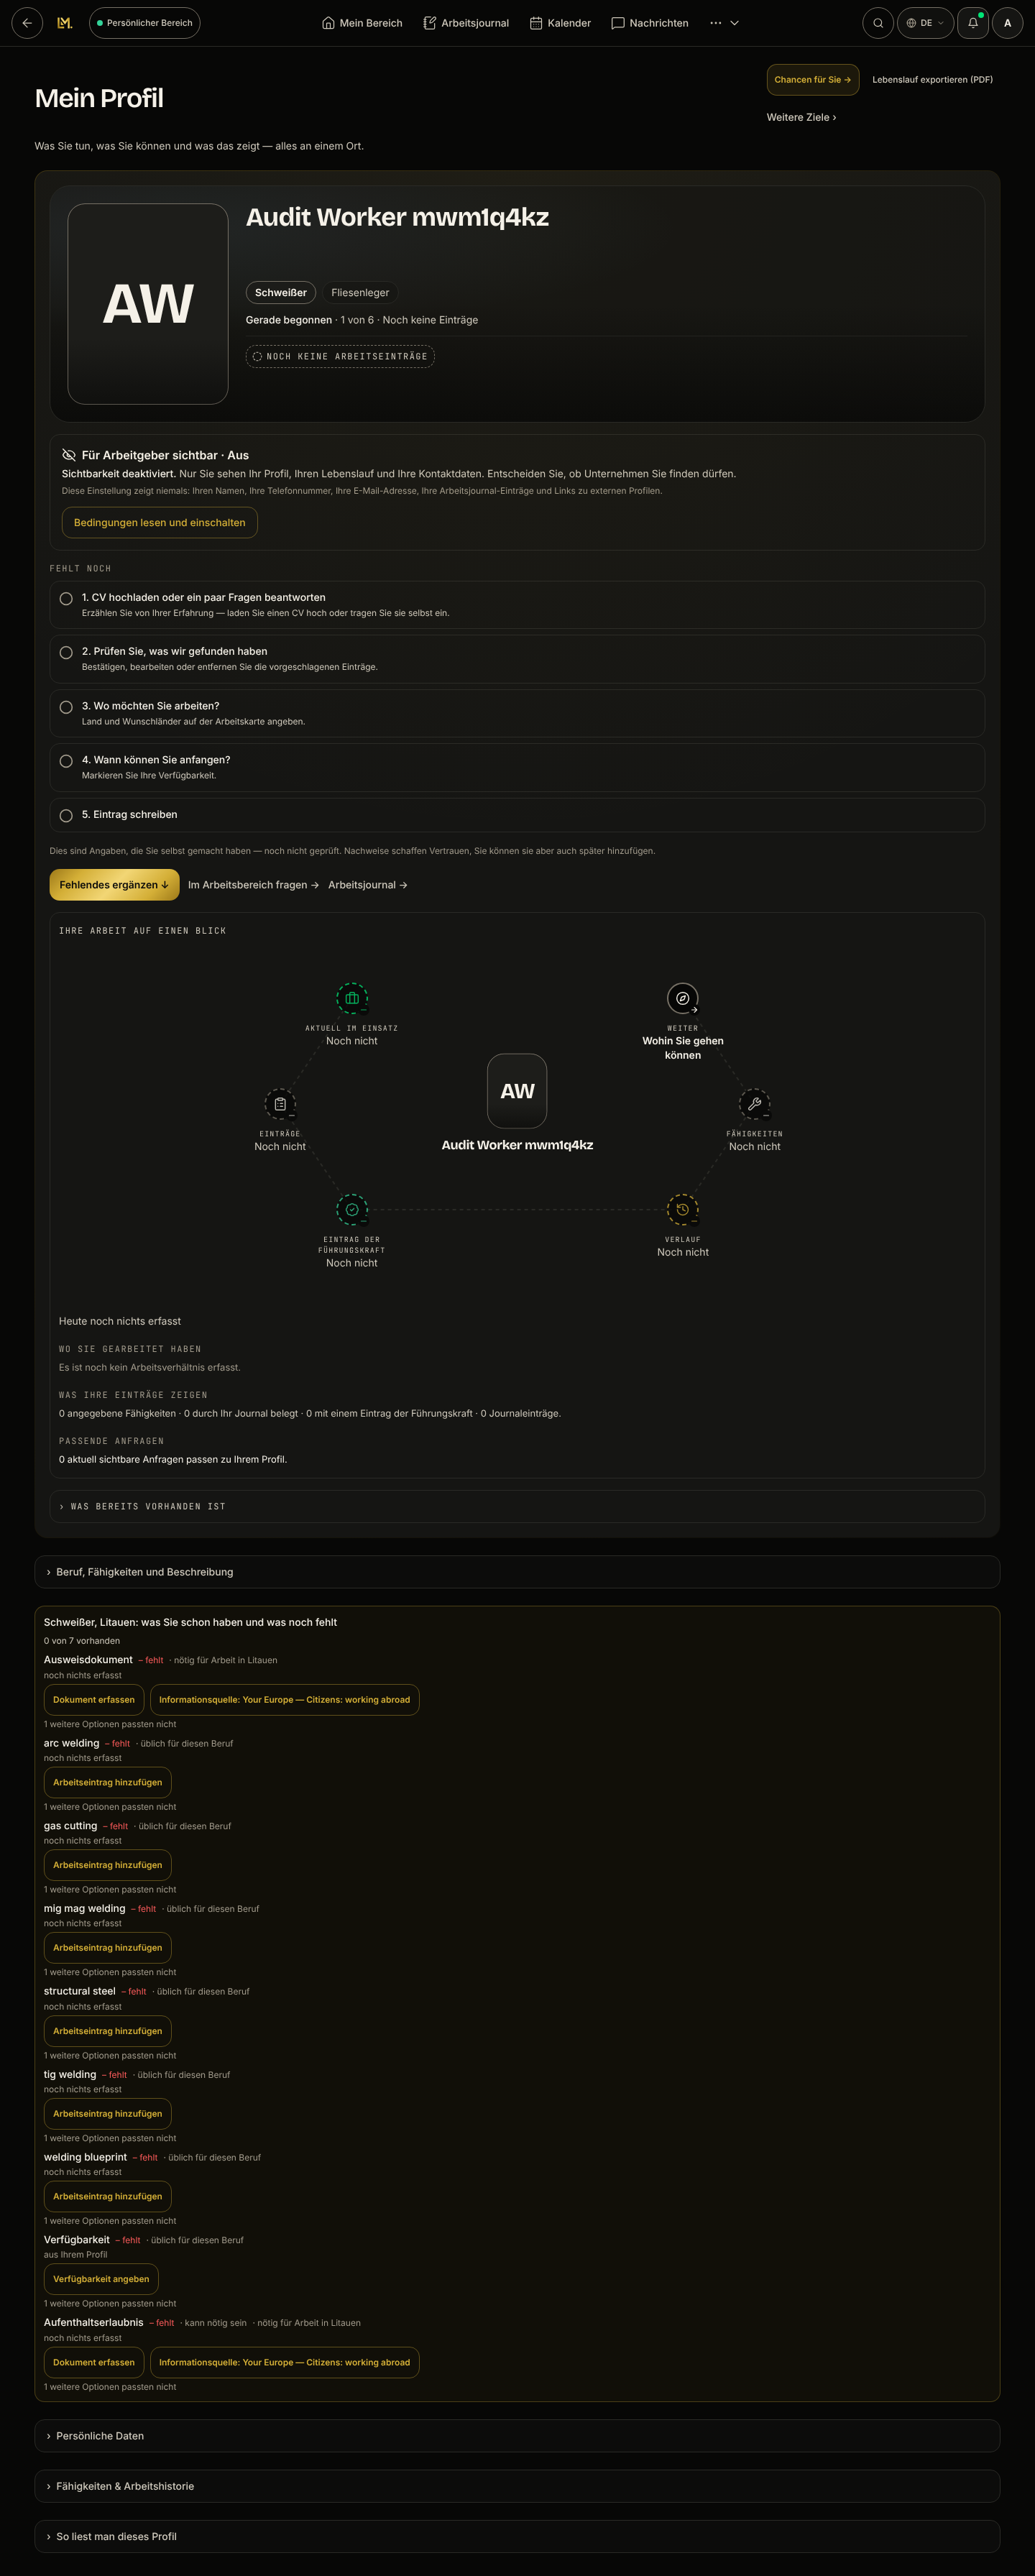 LM.
Persönlicher Bereich
Mein Bereich
Arbeitsjournal
Kalender
Nachrichten
DE
A
Mein Profil
Chancen für Sie →
Lebenslauf exportieren (PDF)
Weitere Ziele ›
Was Sie tun, was Sie können und was das zeigt — alles an einem Ort.
AW
Audit Worker mwm1q4kz
Schweißer
Fliesenleger
Gerade begonnen · 1 von 6 · Noch keine Einträge
NOCH KEINE ARBEITSEINTRÄGE
Für Arbeitgeber sichtbar · Aus
Sichtbarkeit deaktiviert. Nur Sie sehen Ihr Profil, Ihren Lebenslauf und Ihre Kontaktdaten. Entscheiden Sie, ob Unternehmen Sie finden dürfen.
Diese Einstellung zeigt niemals: Ihren Namen, Ihre Telefonnummer, Ihre E-Mail-Adresse, Ihre Arbeitsjournal-Einträge und Links zu externen Profilen.
Bedingungen lesen und einschalten
FEHLT NOCH
1. CV hochladen oder ein paar Fragen beantworten
Erzählen Sie von Ihrer Erfahrung — laden Sie einen CV hoch oder tragen Sie sie selbst ein.
2. Prüfen Sie, was wir gefunden haben
Bestätigen, bearbeiten oder entfernen Sie die vorgeschlagenen Einträge.
3. Wo möchten Sie arbeiten?
Land und Wunschländer auf der Arbeitskarte angeben.
4. Wann können Sie anfangen?
Markieren Sie Ihre Verfügbarkeit.
5. Eintrag schreiben
Dies sind Angaben, die Sie selbst gemacht haben — noch nicht geprüft. Nachweise schaffen Vertrauen, Sie können sie aber auch später hinzufügen.
Fehlendes ergänzen ↓
Im Arbeitsbereich fragen →
Arbeitsjournal →
IHRE ARBEIT AUF EINEN BLICK
AKTUELL IM EINSATZ
Noch nicht
WEITER
Wohin Sie gehen
können
AW
Audit Worker mwm1q4kz
EINTRÄGE
Noch nicht
FÄHIGKEITEN
Noch nicht
EINTRAG DER
FÜHRUNGSKRAFT
Noch nicht
VERLAUF
Noch nicht
Heute noch nichts erfasst
WO SIE GEARBEITET HABEN
Es ist noch kein Arbeitsverhältnis erfasst.
WAS IHRE EINTRÄGE ZEIGEN
0 angegebene Fähigkeiten · 0 durch Ihr Journal belegt · 0 mit einem Eintrag der Führungskraft · 0 Journaleinträge.
PASSENDE ANFRAGEN
0 aktuell sichtbare Anfragen passen zu Ihrem Profil.
› WAS BEREITS VORHANDEN IST
› Beruf, Fähigkeiten und Beschreibung
Schweißer, Litauen: was Sie schon haben und was noch fehlt
0 von 7 vorhanden
Ausweisdokument – fehlt · nötig für Arbeit in Litauen
noch nichts erfasst
Dokument erfassen
Informationsquelle: Your Europe — Citizens: working abroad
1 weitere Optionen passten nicht
arc welding – fehlt · üblich für diesen Beruf
noch nichts erfasst
Arbeitseintrag hinzufügen
1 weitere Optionen passten nicht
gas cutting – fehlt · üblich für diesen Beruf
noch nichts erfasst
Arbeitseintrag hinzufügen
1 weitere Optionen passten nicht
mig mag welding – fehlt · üblich für diesen Beruf
noch nichts erfasst
Arbeitseintrag hinzufügen
1 weitere Optionen passten nicht
structural steel – fehlt · üblich für diesen Beruf
noch nichts erfasst
Arbeitseintrag hinzufügen
1 weitere Optionen passten nicht
tig welding – fehlt · üblich für diesen Beruf
noch nichts erfasst
Arbeitseintrag hinzufügen
1 weitere Optionen passten nicht
welding blueprint – fehlt · üblich für diesen Beruf
noch nichts erfasst
Arbeitseintrag hinzufügen
1 weitere Optionen passten nicht
Verfügbarkeit – fehlt · üblich für diesen Beruf
aus Ihrem Profil
Verfügbarkeit angeben
1 weitere Optionen passten nicht
Aufenthaltserlaubnis – fehlt · kann nötig sein · nötig für Arbeit in Litauen
noch nichts erfasst
Dokument erfassen
Informationsquelle: Your Europe — Citizens: working abroad
1 weitere Optionen passten nicht
› Persönliche Daten
› Fähigkeiten & Arbeitshistorie
› So liest man dieses Profil